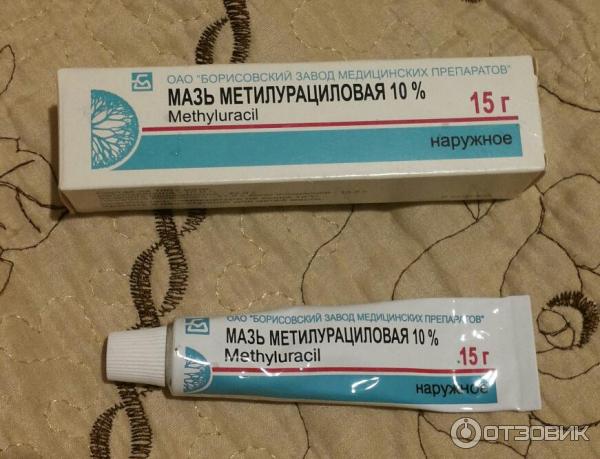 ОАО "БОРИСОВСКИЙ ЗАВОД МЕДИЦИНСКИХ ПРЕПАРАТОВ"
МАЗЬ МЕТИЛУРАЦИЛОВАЯ 10 %
Methyluracil
15 г
наружное
ОАО "БОРИСОВСКИЙ ЗАВОД МЕДИЦИНСКИХ ПРЕПАРАТОВ"
МАЗЬ МЕТИЛУРАЦИЛОВАЯ 10 %
Methyluracil
15 г
наружное
ОТЗОВИК